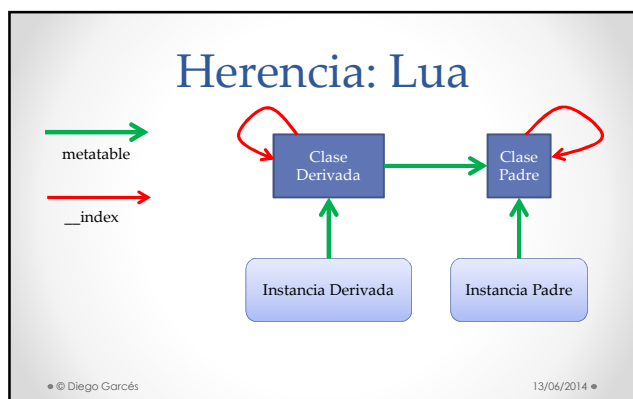 Herencia: Lua
metatable
__index
Clase
Derivada
Clase
Padre
Instancia Derivada
Instancia Padre
© Diego Garcés
13/06/2014